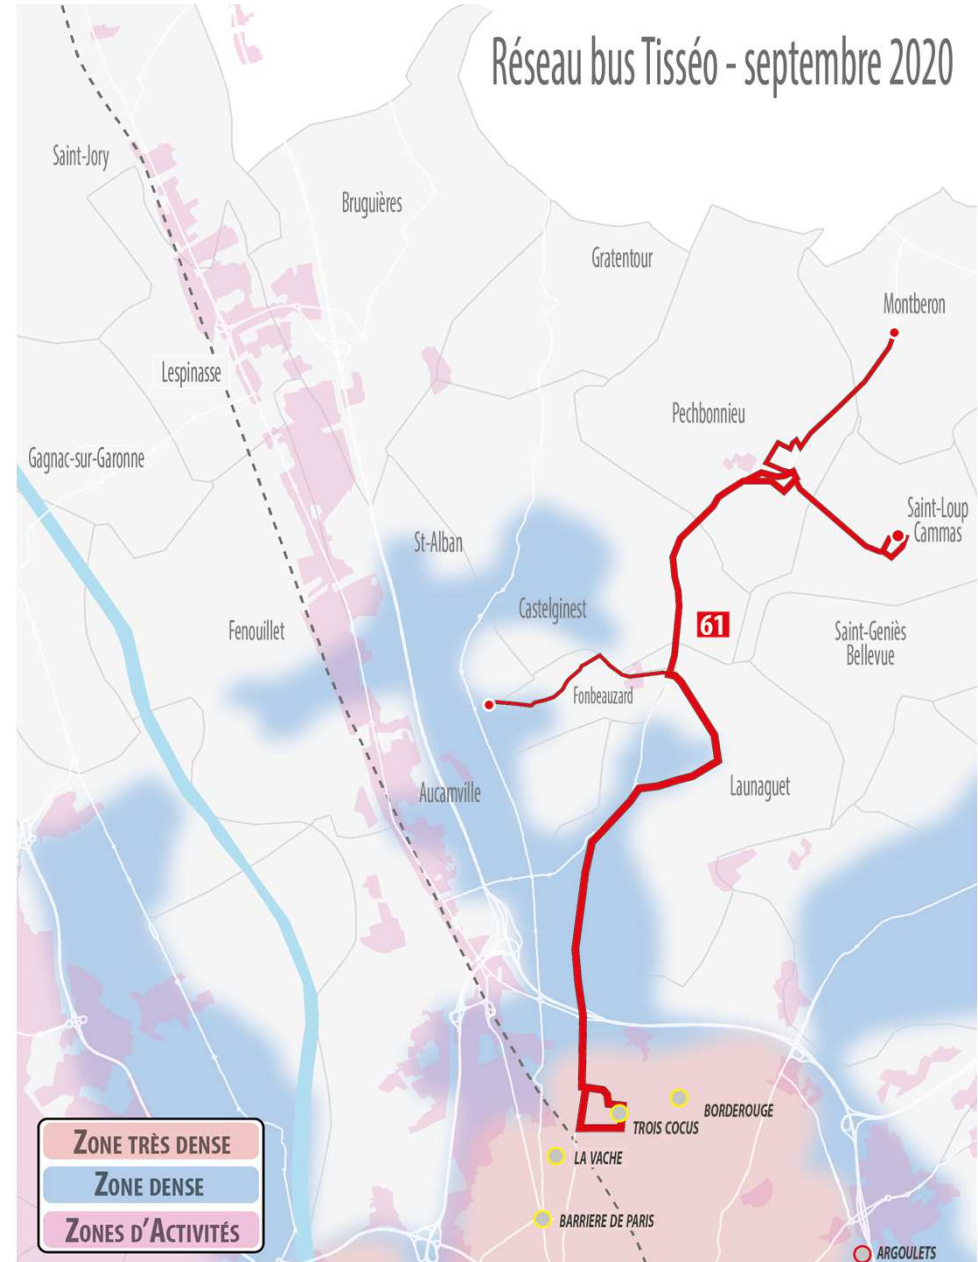 Réseau bus Tisséo - septembre 2020
Saint-Jory
Bruguières
Gratentour
Montberon
Lespinasse
Pechbonnieu
Gagnac-sur-Garonne
Saint-Loup
Cammas
St-Alban
Castelginest
61
Fenouillet
Saint-Geniès
Bellevue
Fonbeauzard
Launaguet
Aucamville
BORDEROUGE
TROIS COCUS
LA VACHE
BARRIERE DE PARIS
ARGOULETS
ZONE TRÈS DENSE
ZONE DENSE
ZONES D'ACTIVITÉS